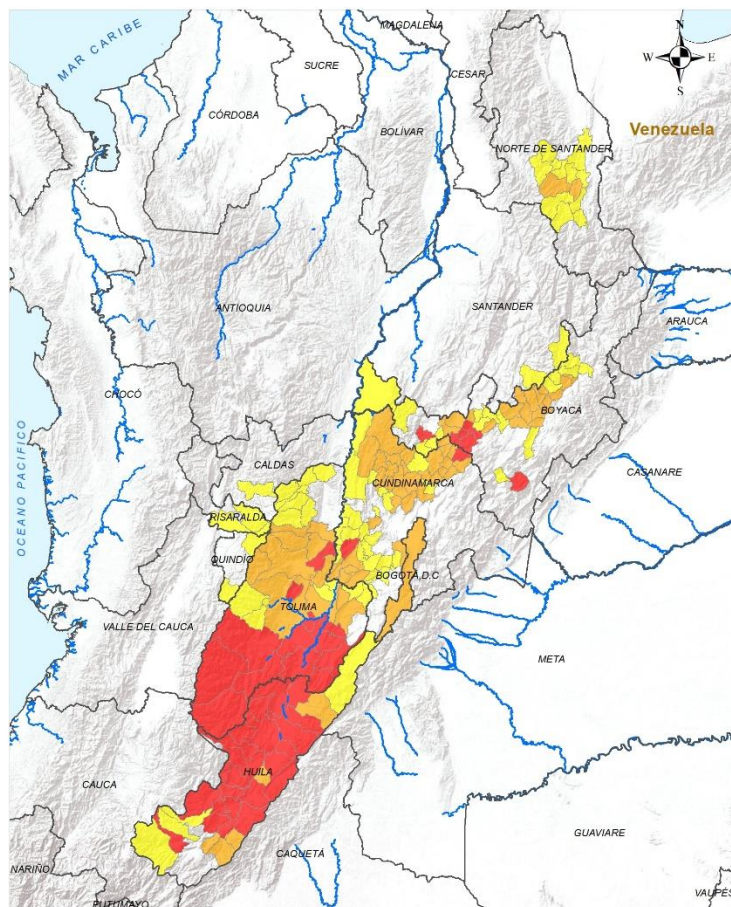 MAGDALENA
N
MAR CARIBE
SUCRE
CESAR
W
E
S
CÓRDOBA
BOLÍVAR
Venezuela
NORTE DE SANTANDER
ANTIOQUIA
SANTANDER
ARAUCA
CHOCÓ
BOYACÁ
CALDAS
CASANARE
CUNDINAMARCA
OCEANO PACIFICO
RISARALDA
QUINDÍO
BOGOTÁ, D.C
TOLIMA
VALLE DEL CAUCA
META
HUILA
CAUCA
GUAVIARE
CAQUETÁ
NARIÑO
PUTUMAYO
VAUPÉS